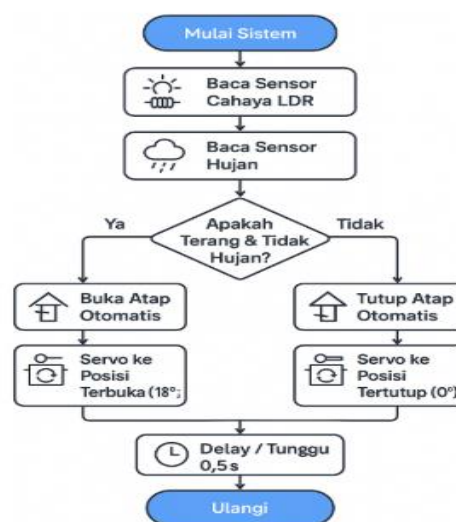 Mulai Sistem
Baca Sensor
Cahaya LDR
Baca Sensor
Hujan
Apakah
Terang & Tidak
Hujan?
Ya
Tidak
Buka Atap
Otomatis
Tutup Atap
Otomatis
Servo ke
Posisi
Terbuka (18°;
Servo ke
Posisi
Tertutup (0°)
Delay / Tunggu
0,5 s
Ulangi